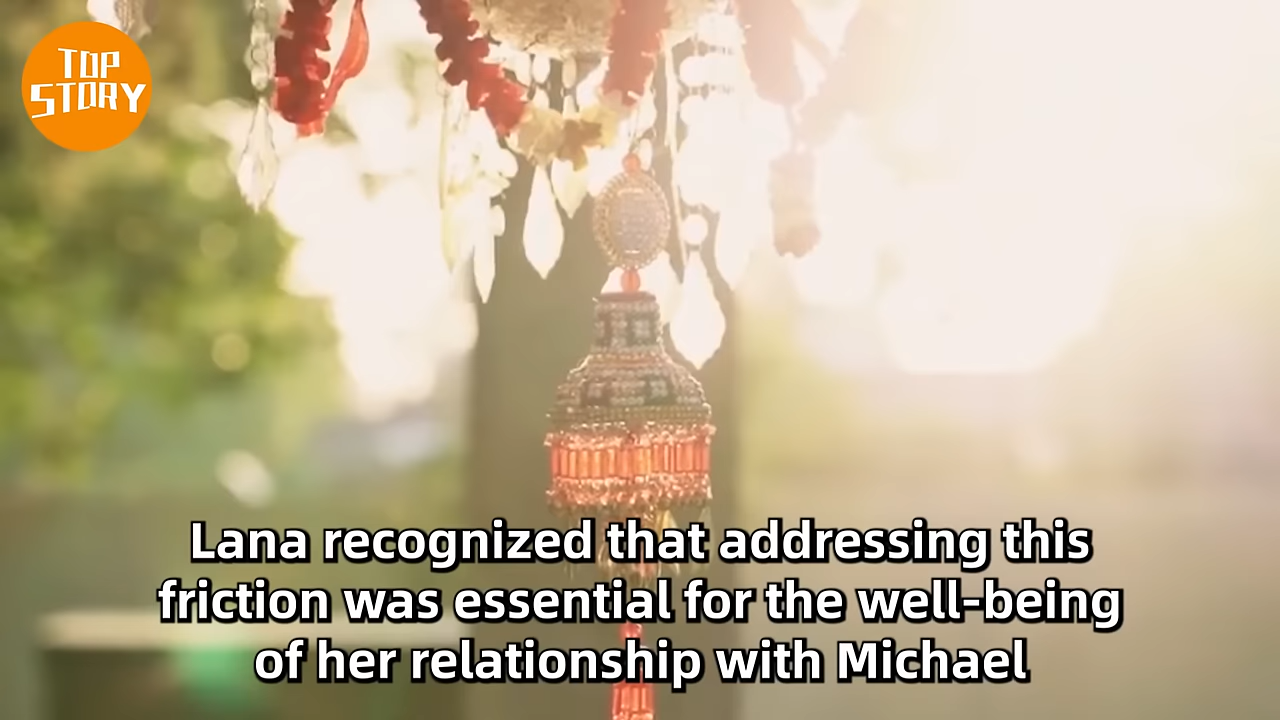 TOP
STORY
Lana recognized that addressing this
friction was essential for the well-being
of her relationship with Michael